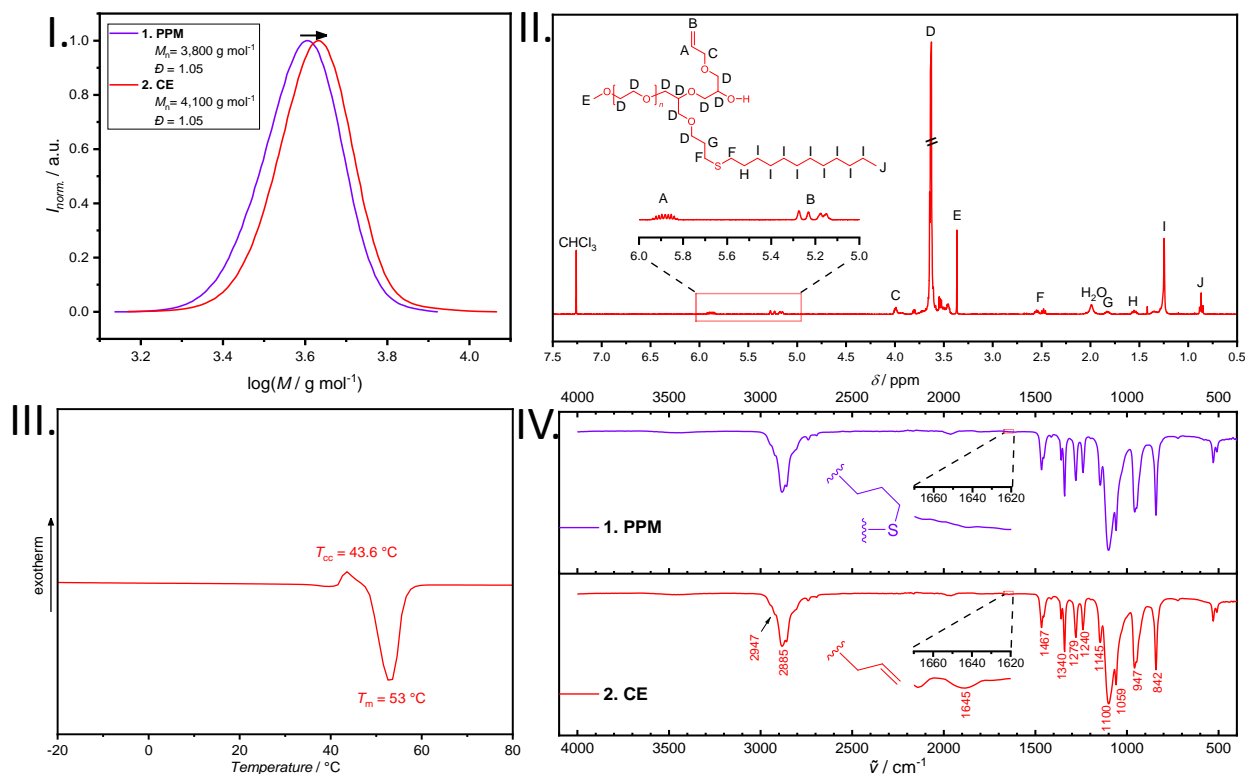 I.
1. PPM
Mn= 3,800 g mol-1
Đ = 1.05
2. CE
Mn= 4,100 g mol-1
Đ = 1.05
1.0
0.8
0.6
0.4
0.2
0.0
Inorm. / a.u.
3.2 3.4 3.6 3.8 4.0
log(M / g mol-1)
II.
B
A
C
O
D
D
E
O
D
D
O
n
D
O
D
D
O
H
D
O
D
G
F
S
F
H
I
I
I
I
I
I
I
I
I
J
A
B
6.0 5.8 5.6 5.4 5.2 5.0
CHCl3
C
D
E
F
H2O
G
H
I
J
7.5 7.0 6.5 6.0 5.5 5.0 4.5 4.0 3.5 3.0 2.5 2.0 1.5 1.0 0.5
δ / ppm
III.
exotherm
Tcc = 43.6 °C
Tm = 53 °C
-20 0 20 40 60 80
Temperature / °C
IV.
4000 3500 3000 2500 2000 1500 1000 500
1. PPM
S
1660 1640 1620
2. CE
2947
2885
1660 1640 1620
1645
1467
1340
1279
1240
1145
1100
1059
947
842
4000 3500 3000 2500 2000 1500 1000 500
ṽ / cm-1